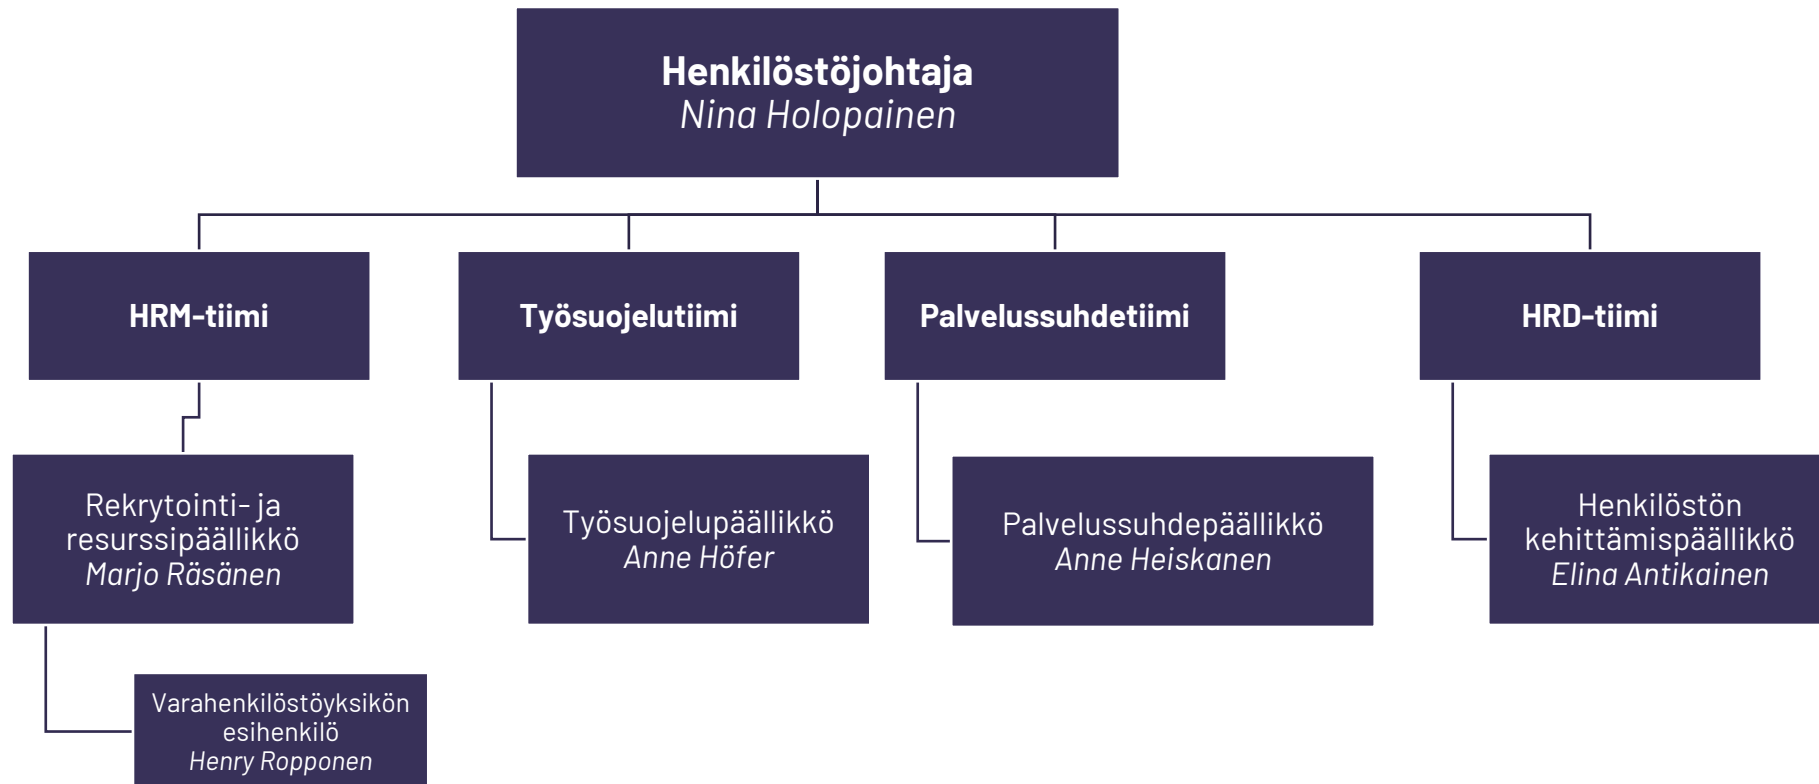 Henkilöstöjohtaja
Nina Holopainen
HRM-tiimi
Työsuojelutiimi
Palvelussuhdetiimi
HRD-tiimi
Rekrytointi- ja
resurssipäällikkö
Marjo Räsänen
Työsuojelupäällikkö
Anne Höfer
Palvelussuhdepäällikkö
Anne Heiskanen
Henkilöstön
kehittämispäällikkö
Elina Antikainen
Varahenkilöstöyksikön
esihenkilö
Henry Ropponen